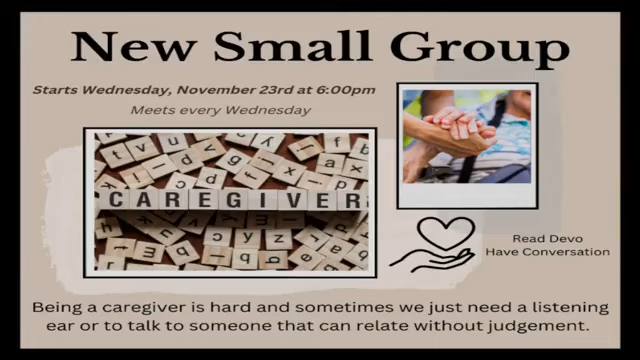 New Small Group
Starts Wednesday, November 23rd at 6:00pm
Meets every Wednesday
CAREGIVER
Read Devo
Have Conversation
Being a caregiver is hard and sometimes we just need a listening
ear or to talk to someone that can relate without judgement.